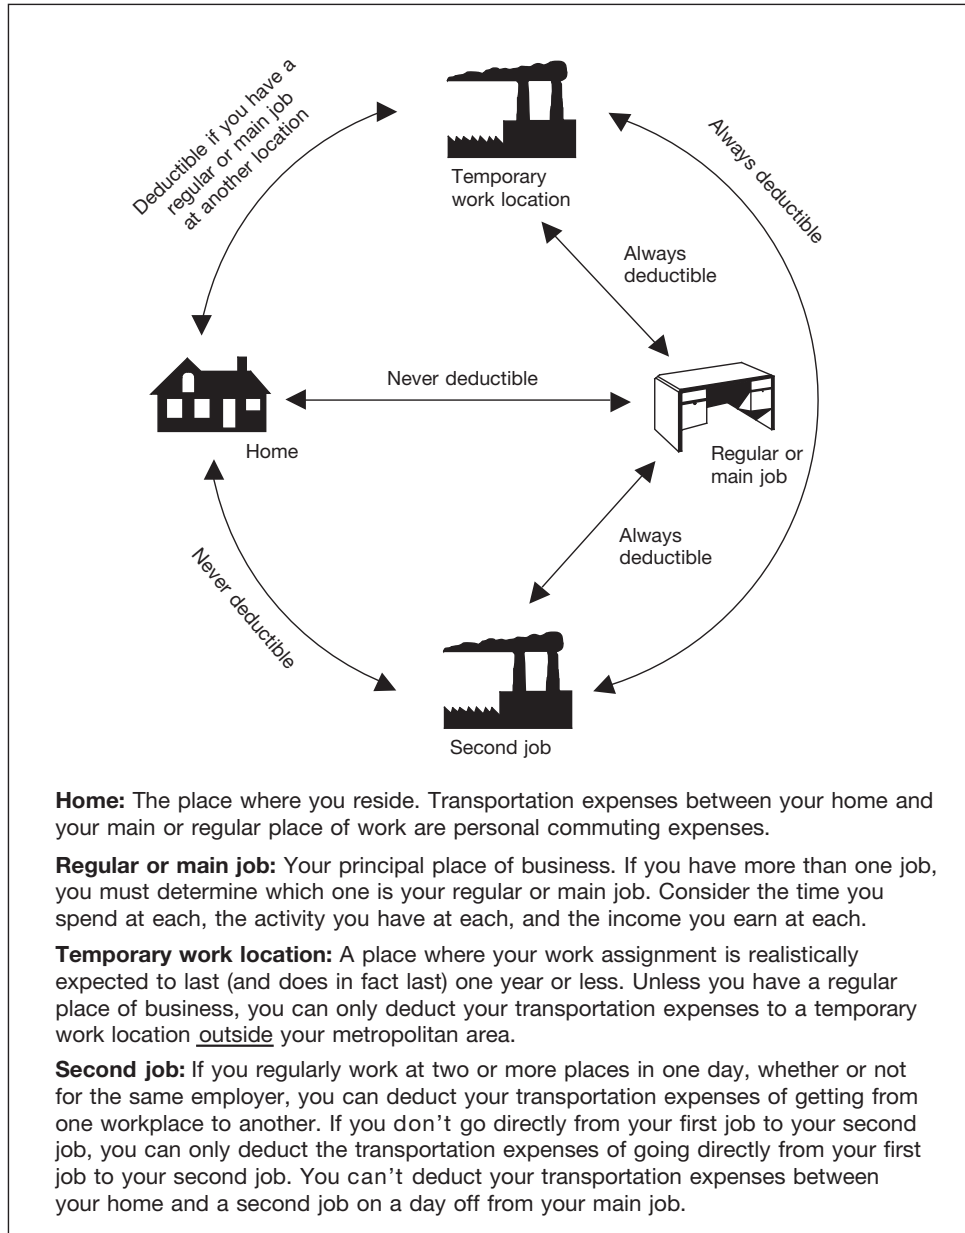 Deductible if you have a
regular or main job
at another location
Temporary
work location
Always deductible
Always
deductible
Never deductible
Home
Regular or
main job
Always
deductible
Never deductible
Second job
Home: The place where you reside. Transportation expenses between your home and
your main or regular place of work are personal commuting expenses.
Regular or main job: Your principal place of business. If you have more than one job,
you must determine which one is your regular or main job. Consider the time you
spend at each, the activity you have at each, and the income you earn at each.
Temporary work location: A place where your work assignment is realistically
expected to last (and does in fact last) one year or less. Unless you have a regular
place of business, you can only deduct your transportation expenses to a temporary
work location outside your metropolitan area.
Second job: If you regularly work at two or more places in one day, whether or not
for the same employer, you can deduct your transportation expenses of getting from
one workplace to another. If you don't go directly from your first job to your second
job, you can only deduct the transportation expenses of going directly from your first
job to your second job. You can't deduct your transportation expenses between
your home and a second job on a day off from your main job.